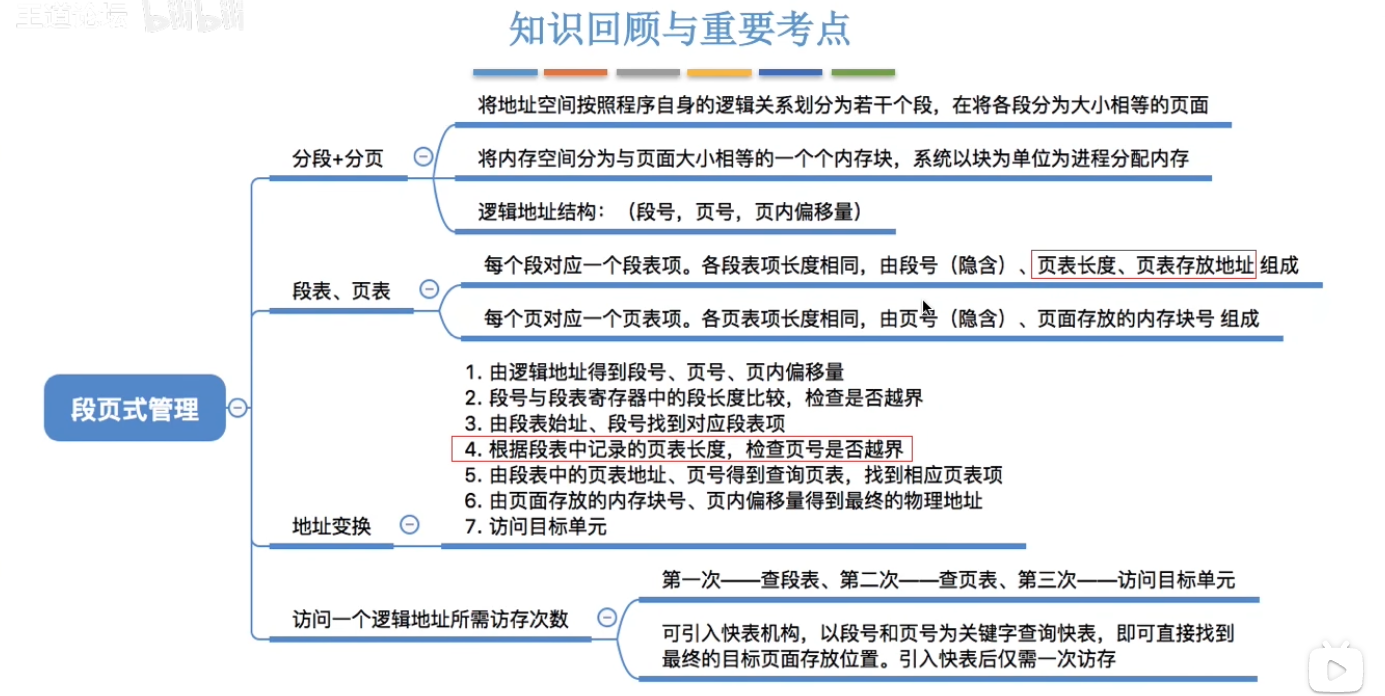 王道论坛 bilibili
知识回顾与重要考点
将地址空间按照程序自身的逻辑关系划分为若干个段，在将各段分为大小相等的页面
分段+分页
将内存空间分为与页面大小相等的一个个内存块，系统以块为单位为进程分配内存
逻辑地址结构：（段号，页号，页内偏移量）
每个段对应一个段表项。各段表项长度相同，由段号（隐含）、页表长度、页表存放地址 组成
段表、页表
每个页对应一个页表项。各页表项长度相同，由页号（隐含）、页面存放的内存块号 组成
段页式管理
1. 由逻辑地址得到段号、页号、页内偏移量
2. 段号与段表寄存器中的段长度比较，检查是否越界
3. 由段表始址、段号找到对应段表项
4. 根据段表中记录的页表长度，检查页号是否越界
5. 由段表中的页表地址、页号得到查询页表，找到相应页表项
6. 由页面存放的内存块号、页内偏移量得到最终的物理地址
7. 访问目标单元
地址变换
第一次——查段表、第二次——查页表、第三次——访问目标单元
访问一个逻辑地址所需访存次数
可引入快表机构，以段号和页号为关键字查询快表，即可直接找到
最终的目标页面存放位置。引入快表后仅需一次访存